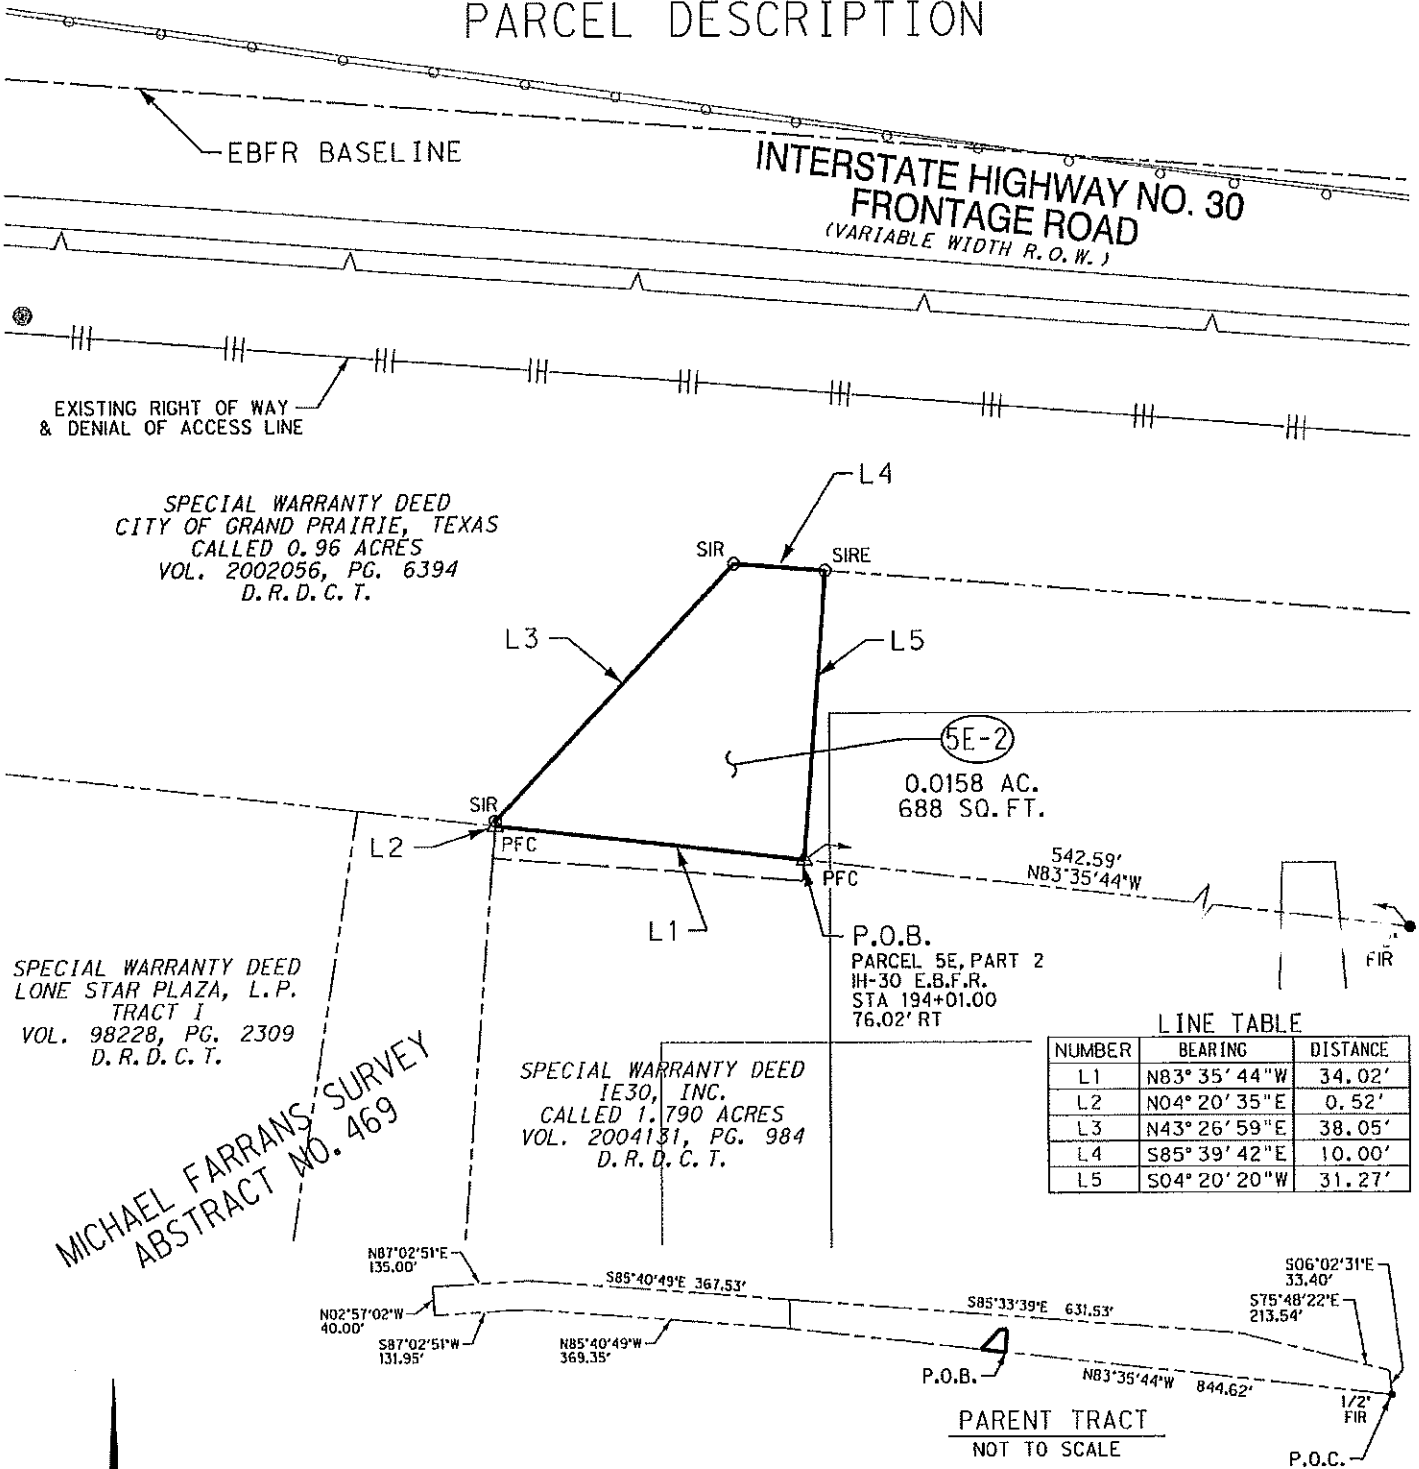 PARCEL DESCRIPTION
EBFR BASELINE
INTERSTATE HIGHWAY NO. 30
FRONTAGE ROAD
(VARIABLE WIDTH R.O.W.)
EXISTING RIGHT OF WAY
& DENIAL OF ACCESS LINE
SPECIAL WARRANTY DEED
CITY OF GRAND PRAIRIE, TEXAS
CALLED 0.96 ACRES
VOL. 2002056, PG. 6394
D.R.D.C.T.
L4
SIR
SIRE
L3
L5
5E-2
0.0158 AC.
688 SQ.FT.
SIR
L2
PFC
PFC
542.59'
N83°35'44"W
L1
P.O.B.
PARCEL 5E, PART 2
IH-30 E.B.F.R.
STA 194+01.00
76.02' RT
FIR
SPECIAL WARRANTY DEED
LONE STAR PLAZA, L.P.
TRACT I
VOL. 98228, PG. 2309
D.R.D.C.T.
MICHAEL FARRANS SURVEY
ABSTRACT NO. 469
SPECIAL WARRANTY DEED
IE30, INC.
CALLED 1.790 ACRES
VOL. 2004131, PG. 984
D.R.D.C.T.
LINE TABLE
NUMBER BEARING DISTANCE
L1 N83°35'44"W 34.02'
L2 N04°20'35"E 0.52'
L3 N43°26'59"E 38.05'
L4 S85°39'42"E 10.00'
L5 S04°20'20"W 31.27'
N87°02'51"E
135.00'
S85°40'49"E 367.53'
S85°33'39"E 631.53'
S06°02'31"E
33.40'
S75°48'22"E
213.54'
N02°57'02"W
40.00'
S87°02'51"W
131.95'
N85°40'49"W
369.35'
P.O.B.
N83°35'44"W 844.62'
1/2"
FIR
P.O.C.
PARENT TRACT
NOT TO SCALE